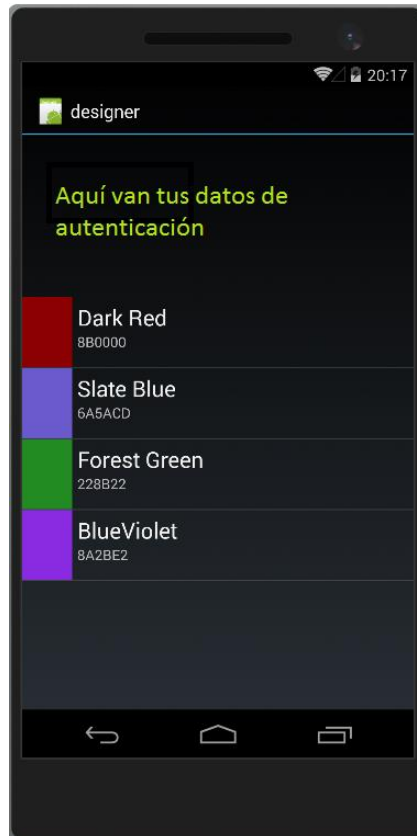 20:17
designer
Aquí van tus datos de
autenticación
Dark Red
8B0000
Slate Blue
6A5ACD
Forest Green
228B22
BlueViolet
8A2BE2